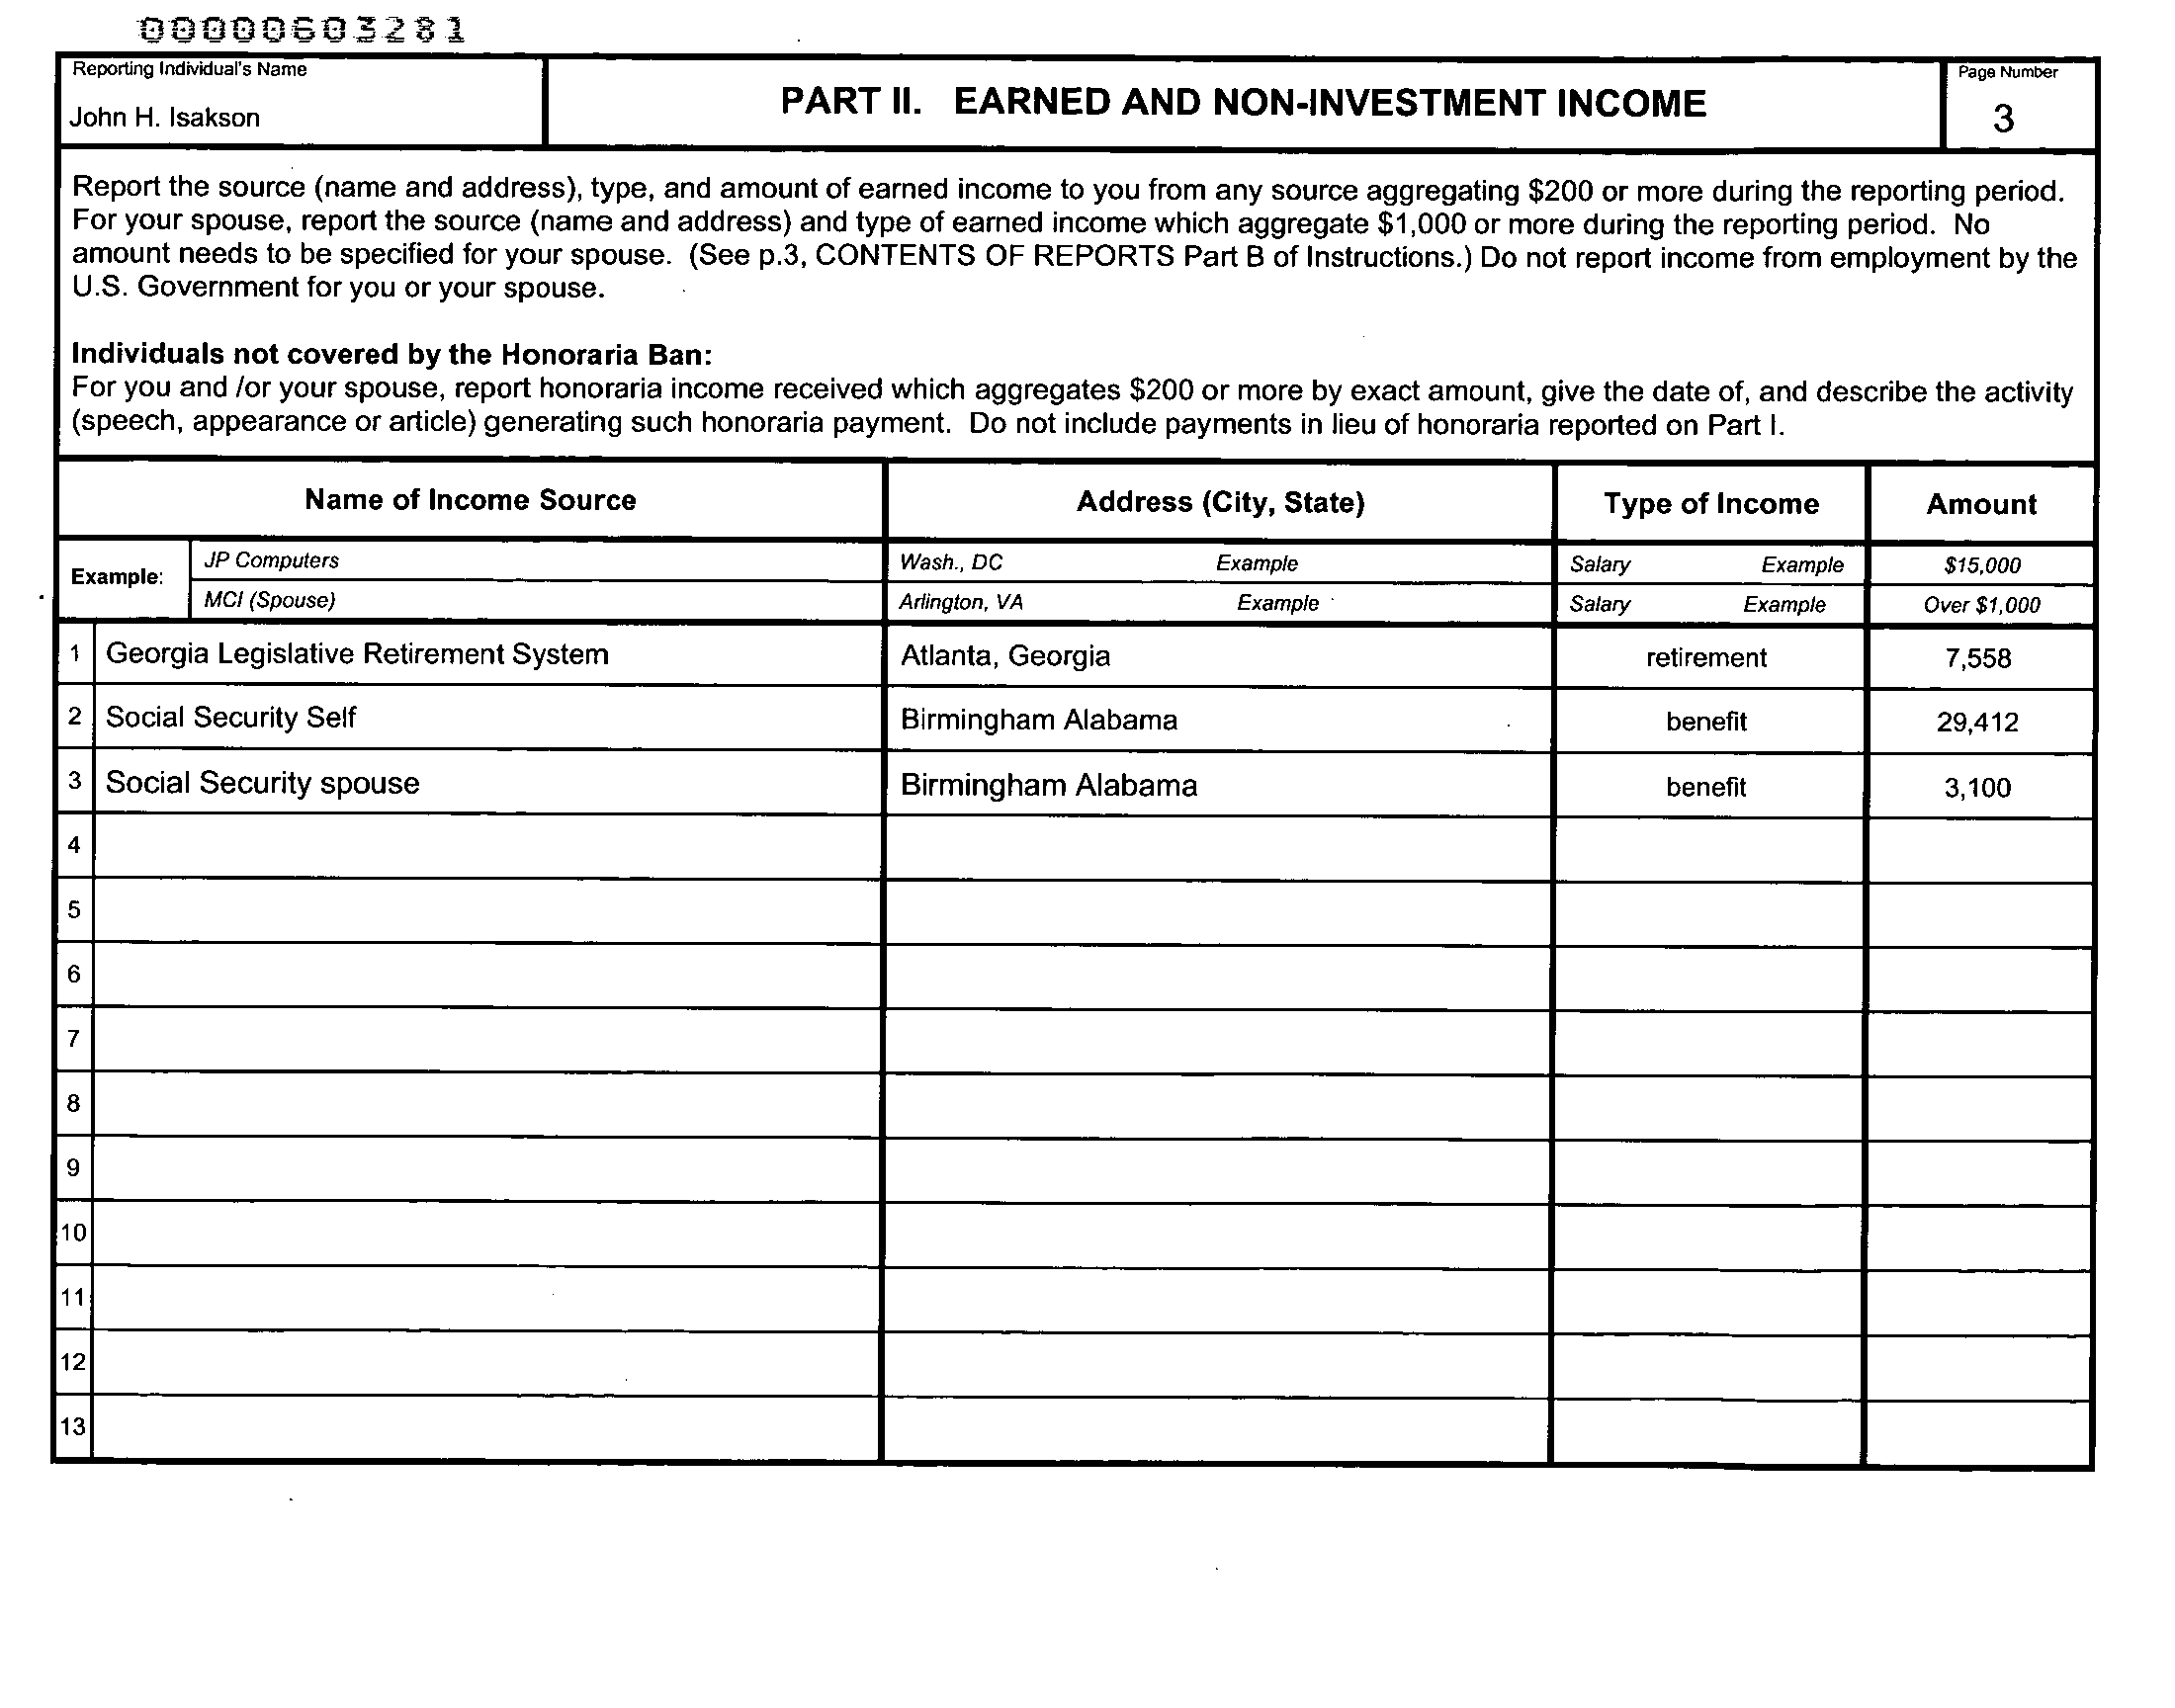 00000603281
Reporting Individual's Name
John H. Isakson
PART II. EARNED AND NON-INVESTMENT INCOME
Page Number
3
Report the source (name and address), type, and amount of earned income to you from any source aggregating $200 or more during the reporting period.
For your spouse, report the source (name and address) and type of earned income which aggregate $1,000 or more during the reporting period. No
amount needs to be specified for your spouse. (See p.3, CONTENTS OF REPORTS Part B of Instructions.) Do not report income from employment by the
U.S. Government for you or your spouse.
Individuals not covered by the Honoraria Ban:
For you and /or your spouse, report honoraria income received which aggregates $200 or more by exact amount, give the date of, and describe the activity
(speech, appearance or article) generating such honoraria payment. Do not include payments in lieu of honoraria reported on Part I.
Name of Income Source Address (City, State) Type of Income Amount
Example:
JP Computers Wash., DC Example Salary Example $15,000
MCI (Spouse) Arlington, VA Example Salary Example Over $1,000
1 Georgia Legislative Retirement System Atlanta, Georgia retirement 7,558
2 Social Security Self Birmingham Alabama benefit 29,412
3 Social Security spouse Birmingham Alabama benefit 3,100
4
5
6
7
8
9
10
11
12
13